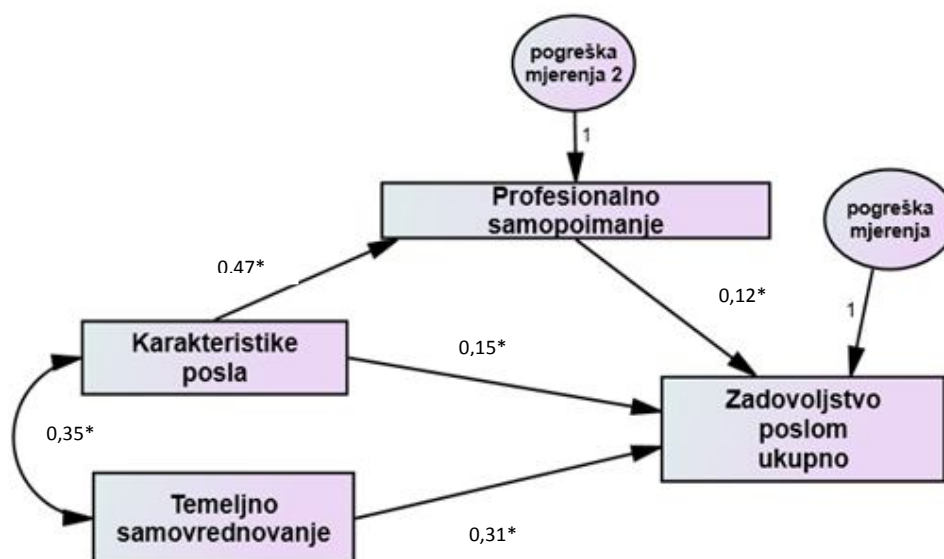 pogreška
mjerenja 2
1
Profesionalno
samopoimanje
pogreška
mjerenja
0,47*
0,12*
1
Karakteristike
posla
0,15*
Zadovoljstvo
poslom
ukupno
0,35*
Temeljno
samovrednovanje
0,31*